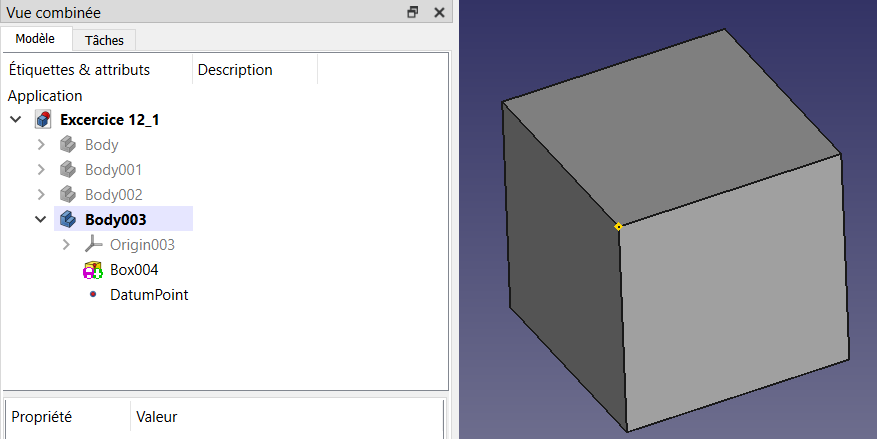 Vue combinée
Modèle
Tâches
Étiquettes & attributs
Description
Application
Excercice 12_1
Body
Body001
Body002
Body003
Origin003
Box004
DatumPoint
Propriété
Valeur